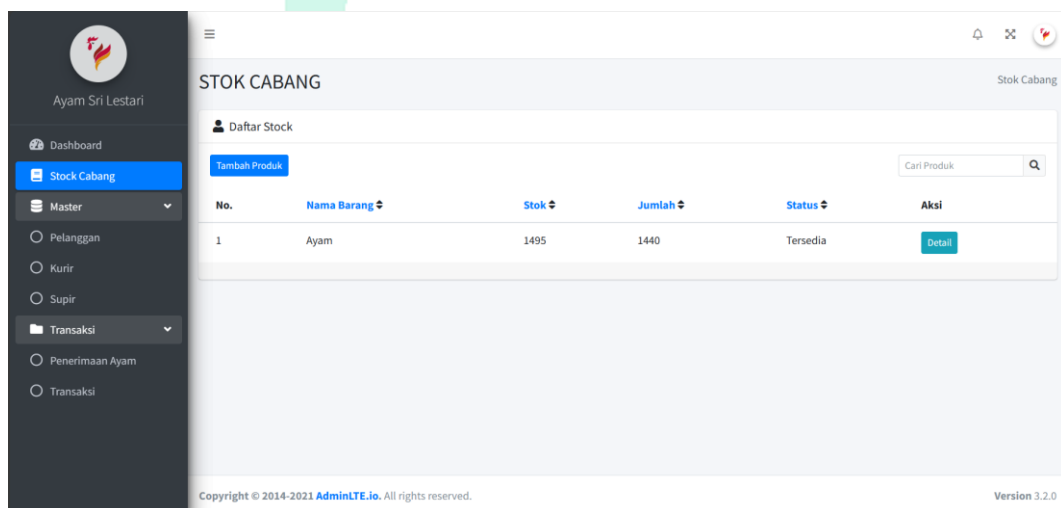 Ayam Sri Lestari
Dashboard
Stock Cabang
Master
Pelanggan
Kurir
Supir
Transaksi
Penerimaan Ayam
Transaksi
STOK CABANG
Stok Cabang
Daftar Stock
Tambah Produk
Cari Produk
No. Nama Barang Stok Jumlah Status Aksi
1 Ayam 1495 1440 Tersedia Detail
Copyright © 2014-2021 AdminLTE.io. All rights reserved.
Version 3.2.0